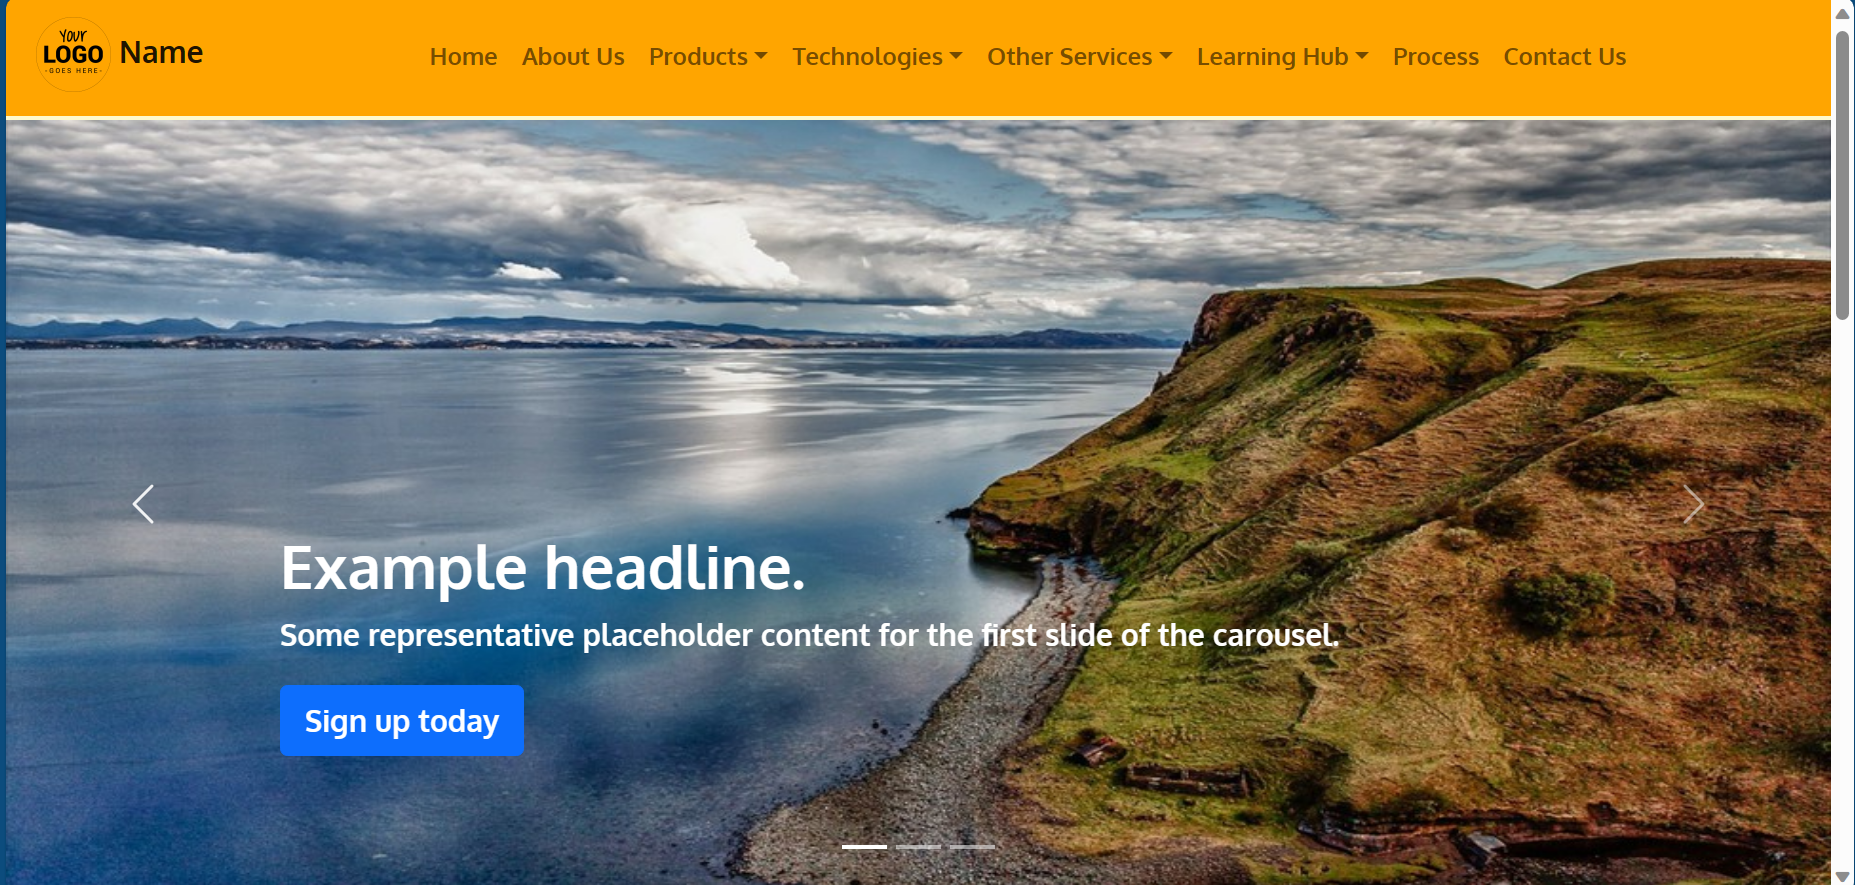 Your
LOGO
-GOES HERE-
Name
Home About Us Products Technologies Other Services Learning Hub Process Contact Us
Example headline.
Some representative placeholder content for the first slide of the carousel.
Sign up today